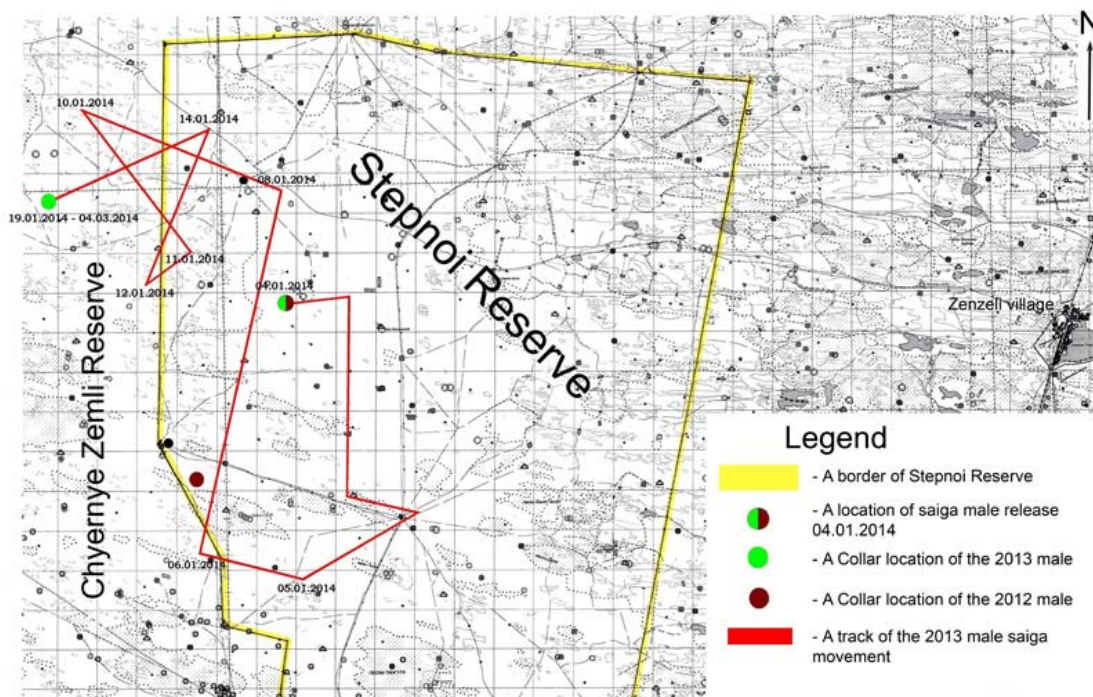 N
10.01.2014
14.01.2014
08.01.2014
19.01.2014 - 04.03.2014
11.01.2014
12.01.2014
04.01.2014
Stepnoi Reserve
Chyernye Zemli Reserve
Zenzell village
06.01.2014
05.01.2014
Legend
- A border of Stepnoi Reserve
- A location of saiga male release
04.01.2014
- A Collar location of the 2013 male
- A Collar location of the 2012 male
- A track of the 2013 male saiga
movement